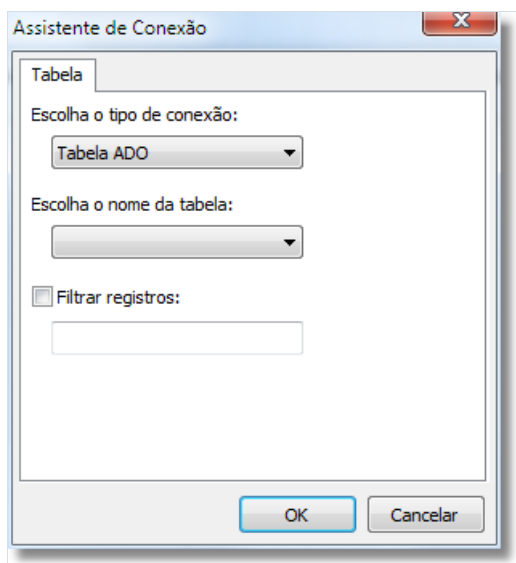 Assistente de Conexão
Tabela
Escolha o tipo de conexão:
Tabela ADO
Escolha o nome da tabela:
Filtrar registros:
OK Cancelar